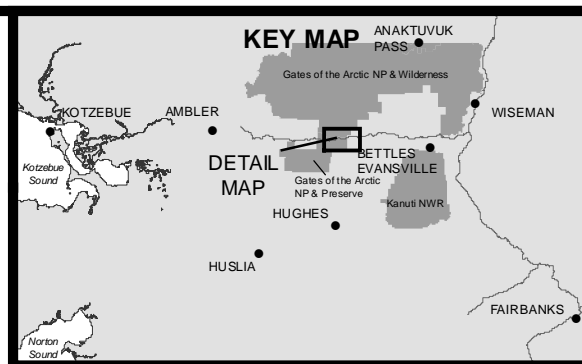 KEY MAP
ANAKTUVUK
PASS
Gates of the Arctic NP & Wilderness
KOTZEBUE
AMBLER
WISEMAN
Kotzebue
Sound
DETAIL
MAP
BETTLES
EVANSVILLE
Gates of the Arctic
NP & Preserve
Kanuti NWR
HUGHES
HUSLIA
FAIRBANKS
Norton
Sound